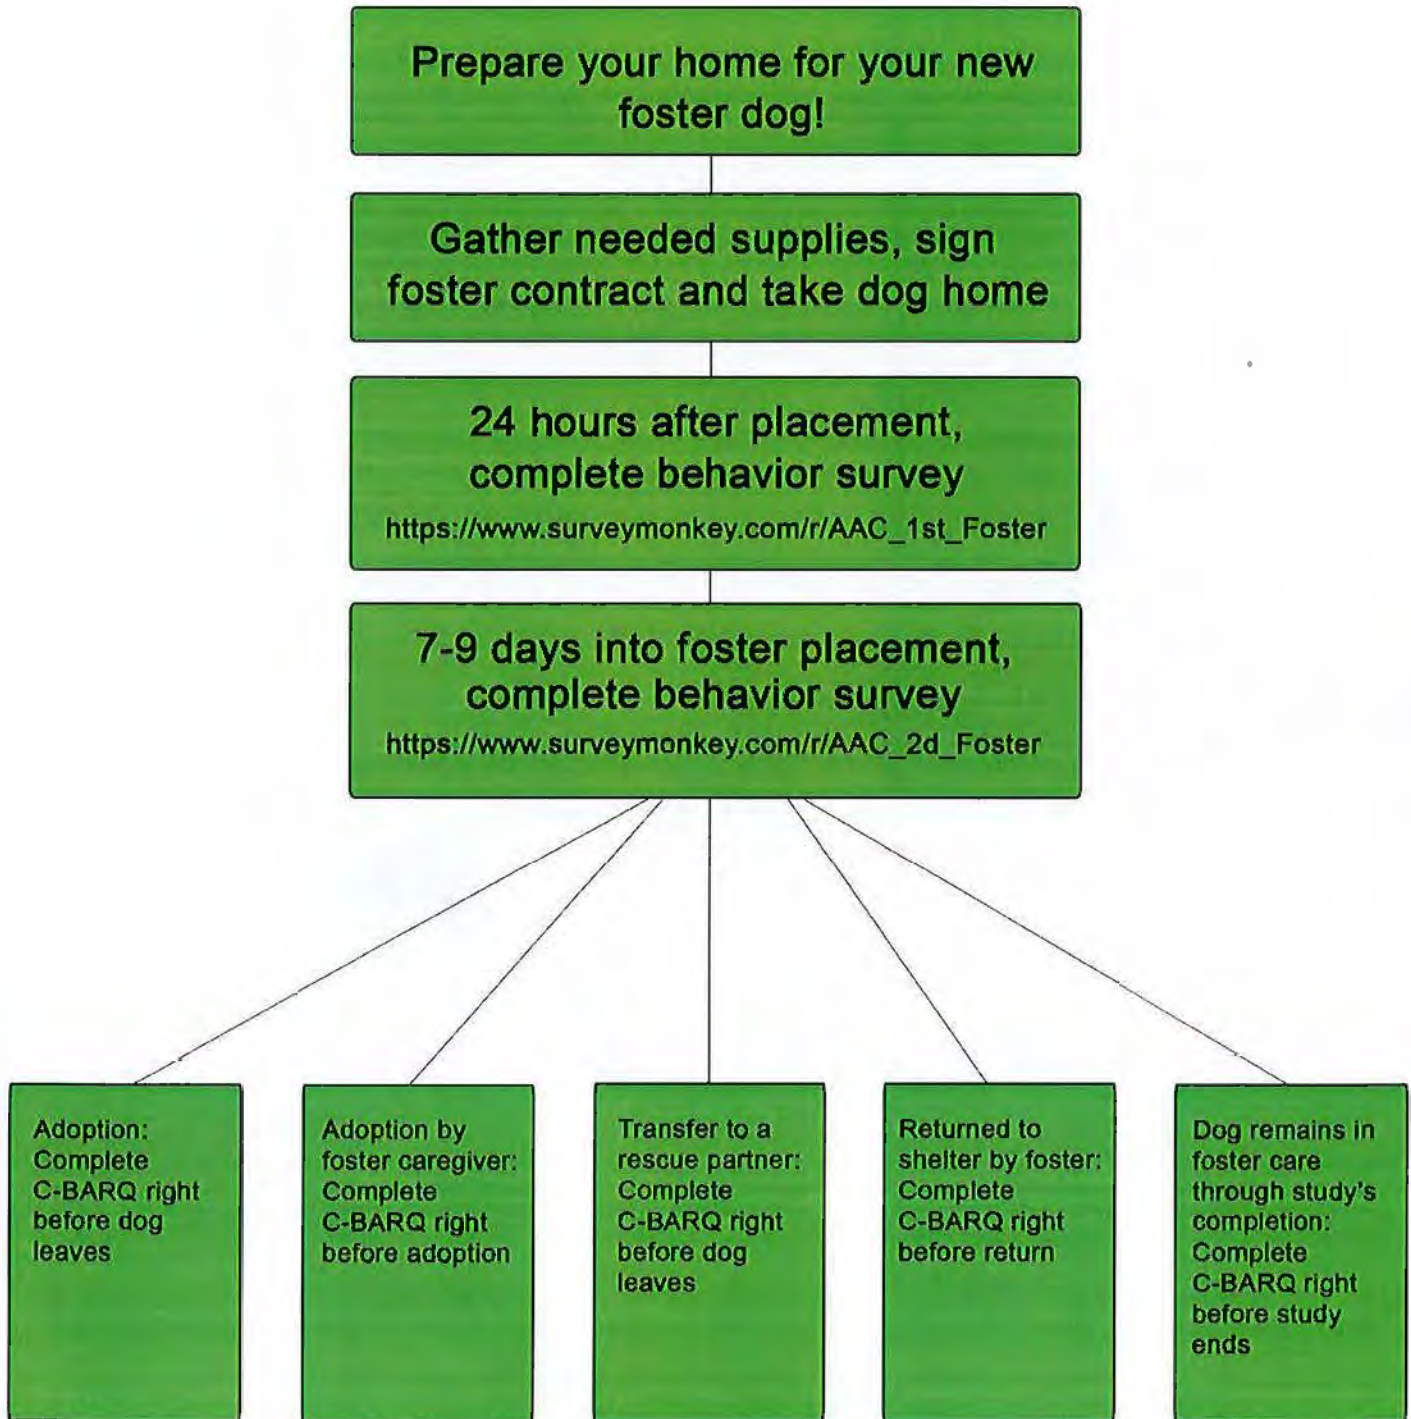 Prepare your home for your new
foster dog!
Gather needed supplies, sign
foster contract and take dog home
24 hours after placement,
complete behavior survey
https://www.surveymonkey.com/r/AAC_1st_Foster
7-9 days into foster placement,
complete behavior survey
https://www.surveymonkey.com/r/AAC_2d_Foster
Adoption:
Complete
C-BARQ right
before dog
leaves
Adoption by
foster caregiver:
Complete
C-BARQ right
before adoption
Transfer to a
rescue partner:
Complete
C-BARQ right
before dog
leaves
Returned to
shelter by foster:
Complete
C-BARQ right
before return
Dog remains in
foster care
through study's
completion:
Complete
C-BARQ right
before study
ends